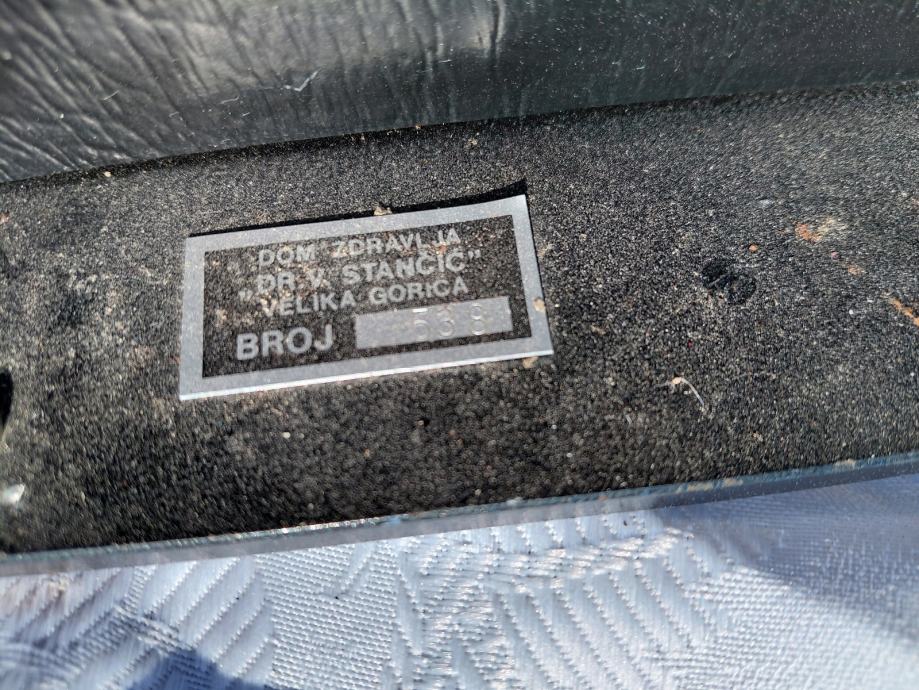 DOM ZDRAVLJA
„DR V. STANČIĆ”
VELIKA GORICA
BROJ 538